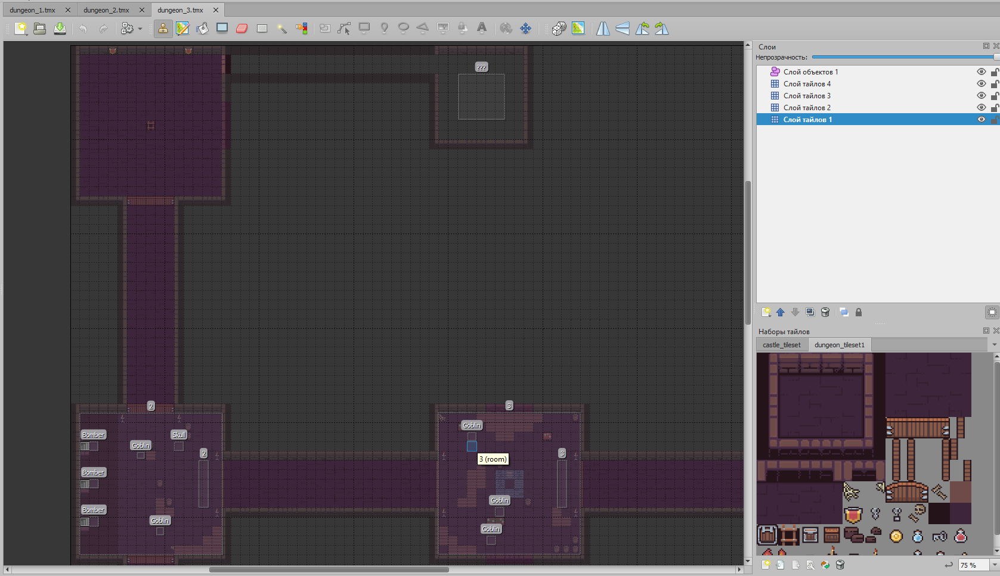 dungeon_1.tmx
dungeon_2.tmx
dungeon_3.tmx
Слои
Непрозрачность:
Слой объектов 1
Слой тайлов 4
Слой тайлов 3
Слой тайлов 2
Слой тайлов 1
???
2
3
Bomber
Skull
Goblin
2
Bomber
Bomber
Goblin
Goblin
3
3 (room)
Goblin
Goblin
Наборы тайлов
castle_tileset
dungeon_tileset1
75 %